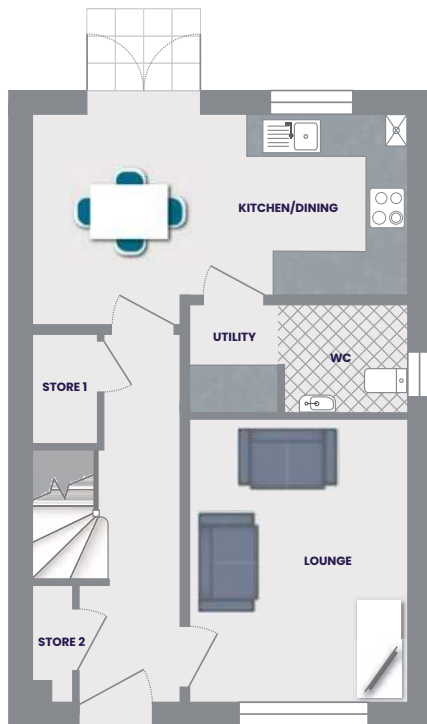 KITCHEN/DINING
UTILITY
WC
STORE 1
LOUNGE
STORE 2